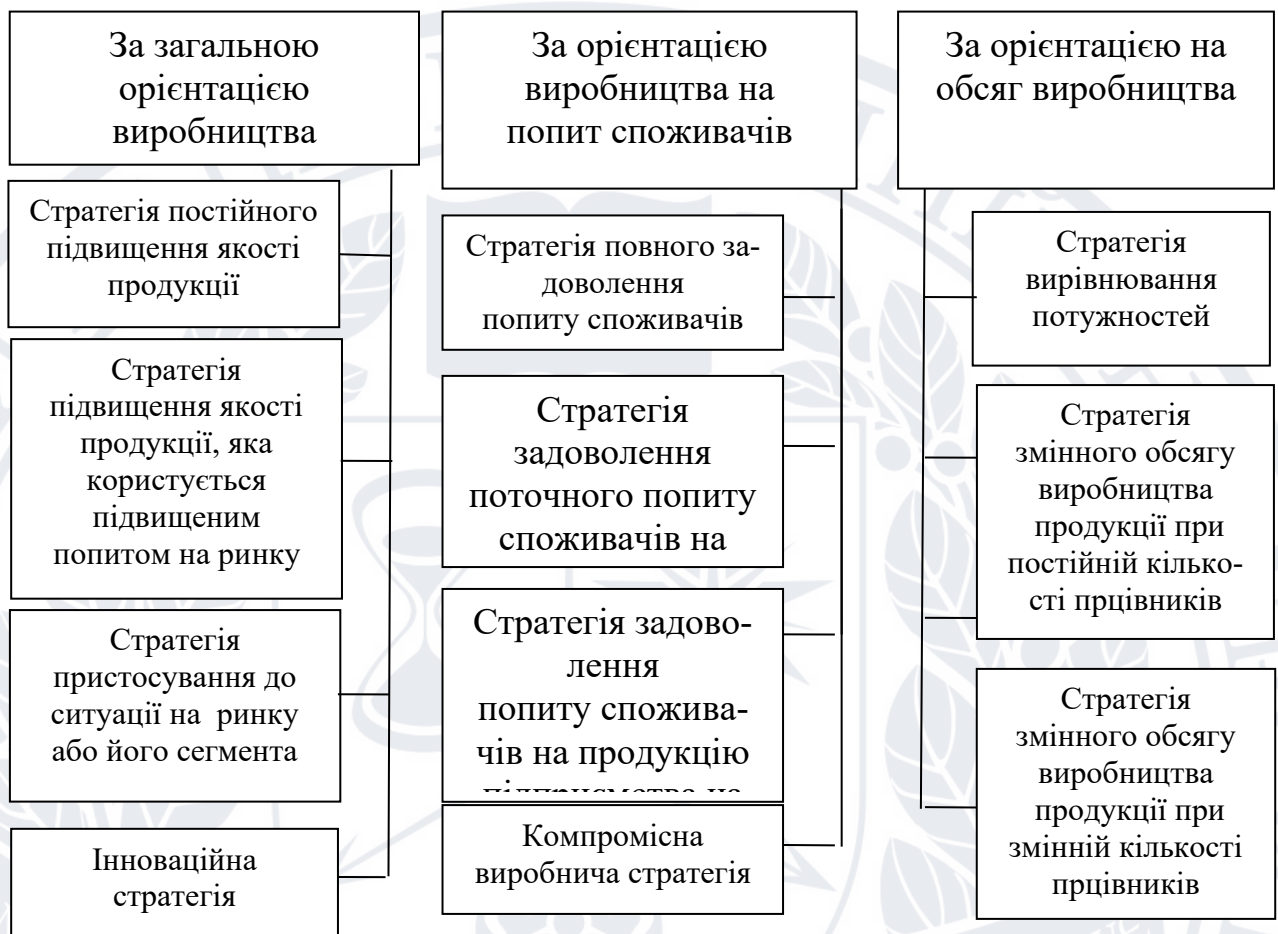 За загальною
орієнтацією
виробництва
Стратегія постійного
підвищення якості
продукції
Стратегія
підвищення якості
продукції, яка
користується
підвищеним
попитом на ринку
Стратегія
пристосування до
ситуації на ринку
або його сегмента
Інноваційна
стратегія
За орієнтацією
виробництва на
попит споживачів
Стратегія повного за-
доволення
попиту споживачів
Стратегія
задоволення
поточного попиту
споживачів на
Стратегія задово-
лення
попиту спожива-
чів на продукцію
Компромісна
виробнича стратегія
За орієнтацією на
обсяг виробництва
Стратегія
вирівнювання
потужностей
Стратегія
змінного обсягу
виробництва
продукції при
постійній кілько-
сті прцівників
Стратегія
змінного обсягу
виробництва
продукції при
змінній кількості
прцівників